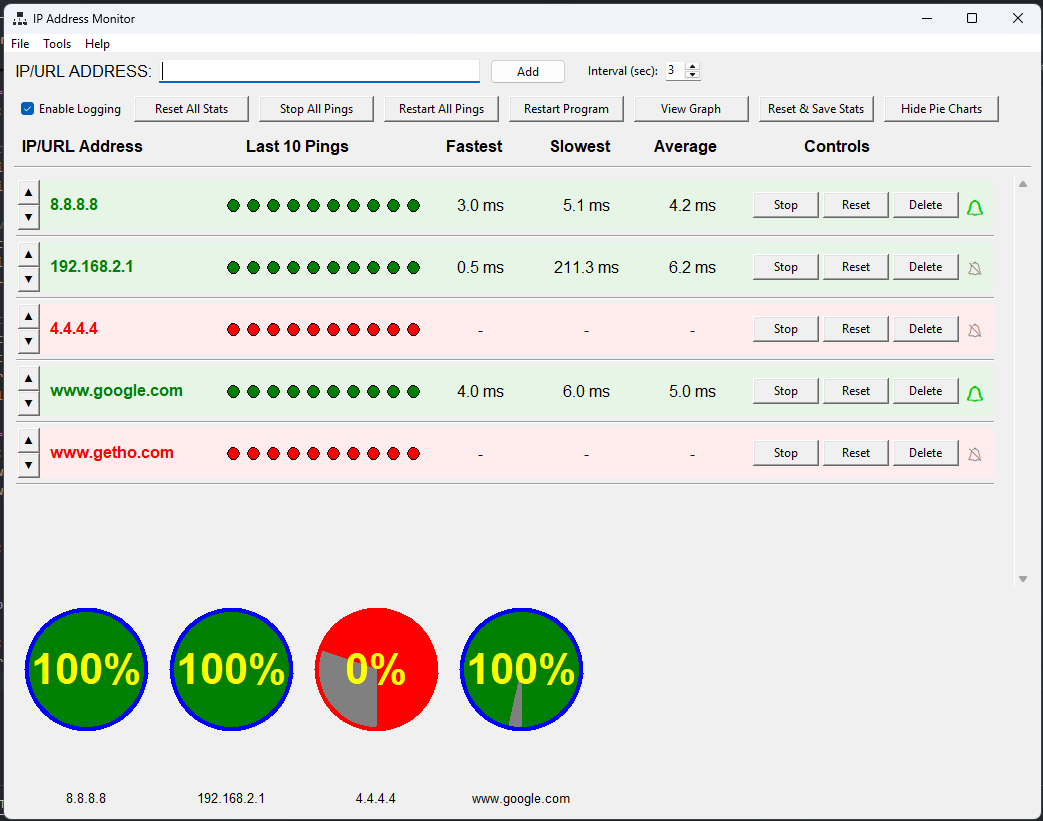 IP Address Monitor
File Tools Help
IP/URL ADDRESS: Add Interval (sec): 3
Enable Logging Reset All Stats Stop All Pings Restart All Pings Restart Program View Graph Reset & Save Stats Hide Pie Charts
IP/URL Address Last 10 Pings Fastest Slowest Average Controls
▲
8.8.8.8 3.0 ms 5.1 ms 4.2 ms Stop Reset Delete
▼
▲
192.168.2.1 0.5 ms 211.3 ms 6.2 ms Stop Reset Delete
▼
▲
4.4.4.4 - - - Stop Reset Delete
▼
▲
www.google.com 4.0 ms 6.0 ms 5.0 ms Stop Reset Delete
▼
▲
www.getho.com - - - Stop Reset Delete
▼
100% 100% 0% 100%
8.8.8.8 192.168.2.1 4.4.4.4 www.google.com